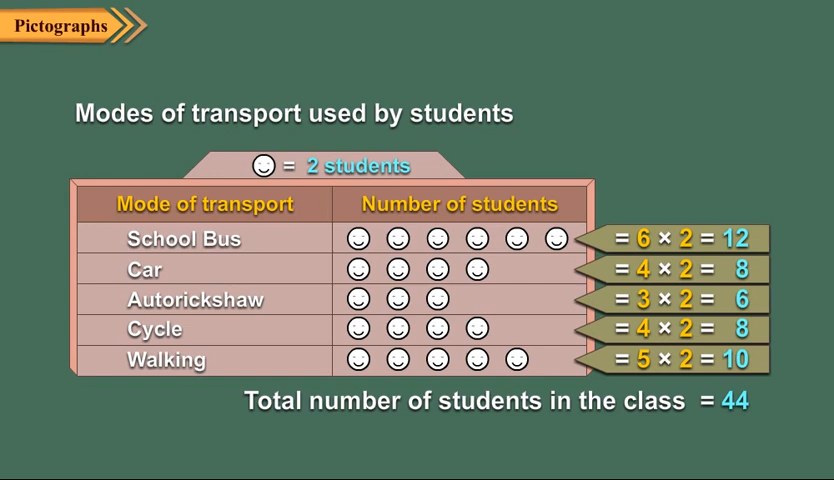 Pictographs
Modes of transport used by students
= 2 students
Mode of transport Number of students
School Bus = 6 × 2 = 12
Car = 4 × 2 = 8
Autorickshaw = 3 × 2 = 6
Cycle = 4 × 2 = 8
Walking = 5 × 2 = 10
Total number of students in the class = 44